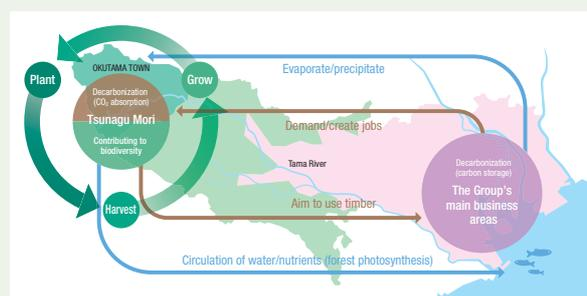 OKUTAMA TOWN
Plant
Grow
Decarbonization
(CO₂ absorption)
Tsunagu Mori
Contributing to
biodiversity
Harvest
Evaporate/precipitate
Demand/create jobs
Tama River
Aim to use timber
Circulation of water/nutrients (forest photosynthesis)
Decarbonization
(carbon storage)
The Group's
main business
areas